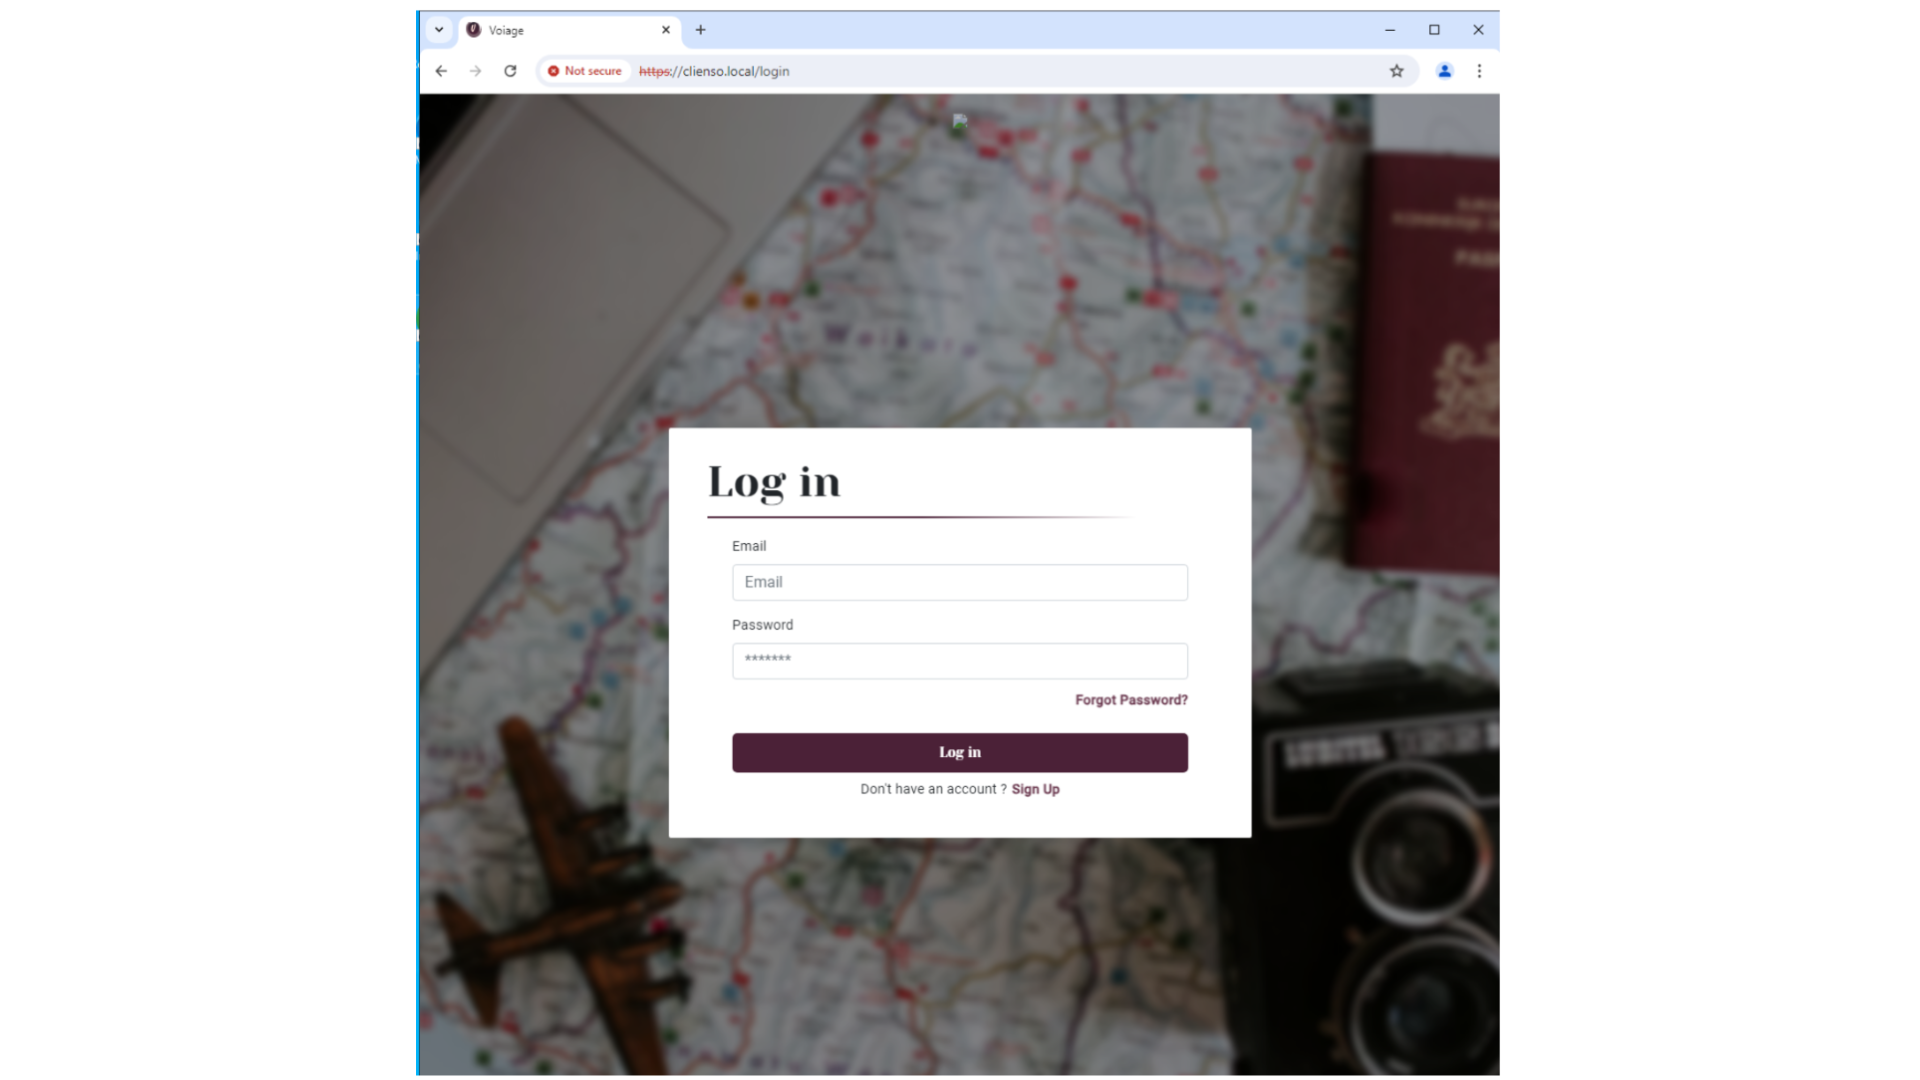 Voiage
Not secure https://clienso.local/login
Log in
Email
Email
Password
*******
Forgot Password?
Log in
Don't have an account ? Sign Up